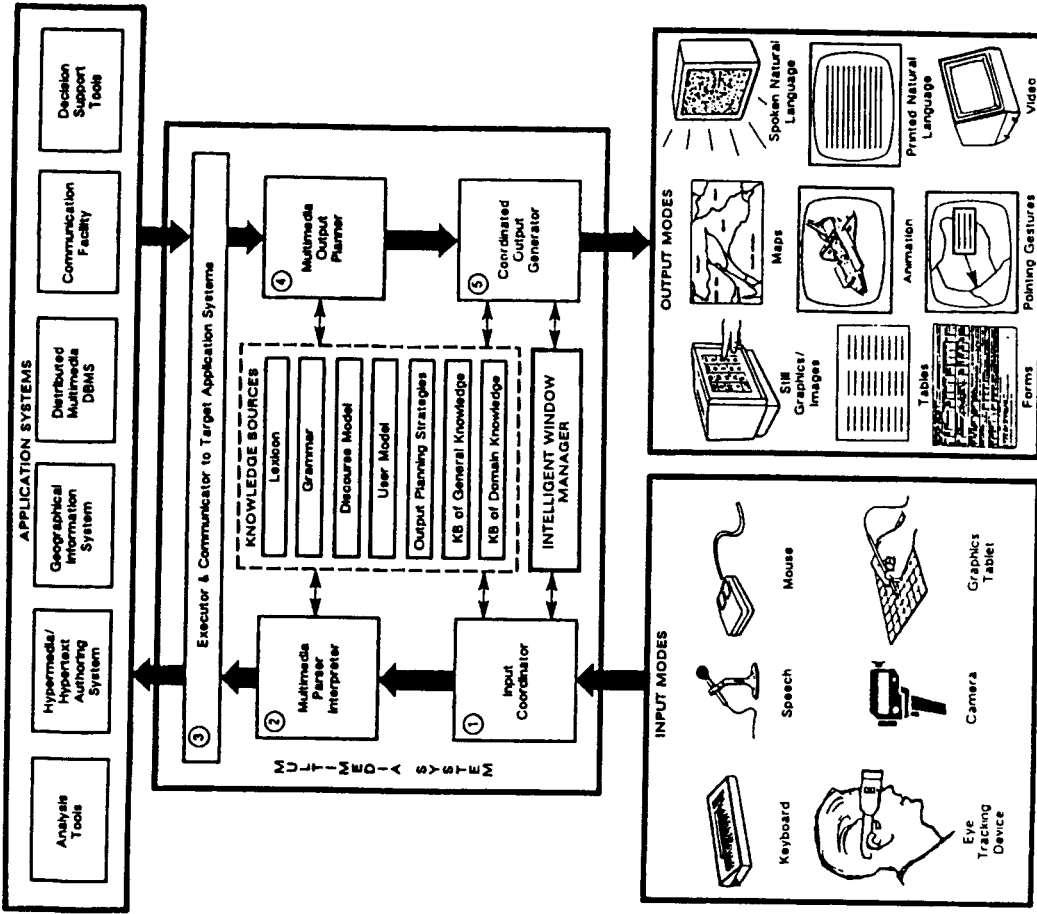 APPLICATION SYSTEMS
Analysis
Tools
Hypermedia/
Hypertext
Authoring
System
Geographical
Information
System
Distributed
Multimedia
DBMS
Communication
Facility
Decision
Support
Tools
MULTIMEDIA SYSTEM
3
Executor & Communicator to Target Application Systems
2
Multimedia
Parser
Interpreter
KNOWLEDGE SOURCES
Lexion
Grammar
Discourse Model
User Model
Output Planning Strategies
KB of General Knowledge
KB of Domain Knowledge
4
Multimedia
Output
Planner
1
Input
Coordinator
INTELLIGENT WINDOW
MANAGER
5
Coordinated
Output
Generator
INPUT MODES
Keyboard
Speech
Mouse
Eye
Tracking
Device
Camera
Graphics
Tablet
OUTPUT MODES
Still
Graphics/
Images
Maps
Spoken Natural
Language
Tables
Animation
Printed Natural
Language
Forms
Pointing Gestures
Video